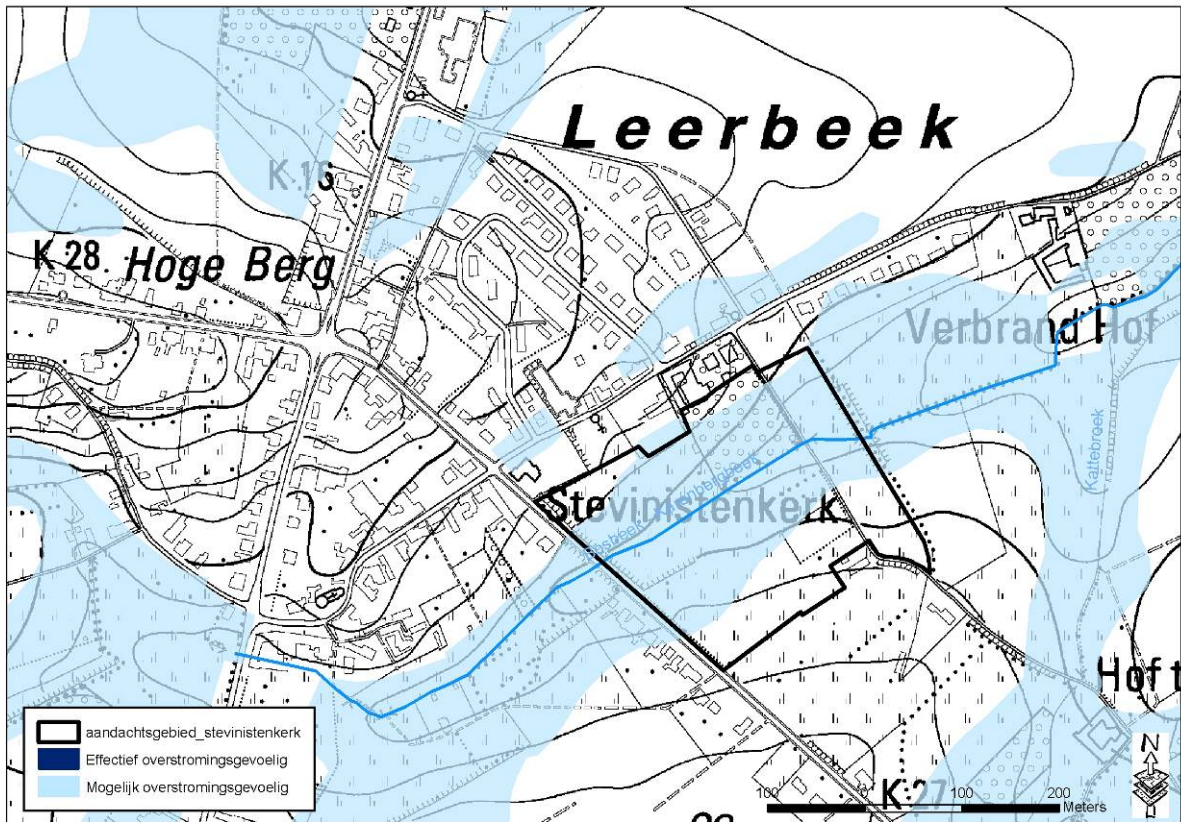 Leerbeek
K 28 Hoge Berg
Verbrand Hof
Kattebroek
Stevinistenkerk
Hof t
K 27
aandachtsgebied_stevinistenkerk
Effectief overstromingsgevoelig
Mogelijk overstromingsgevoelig
N
100 0 100 200
Meters